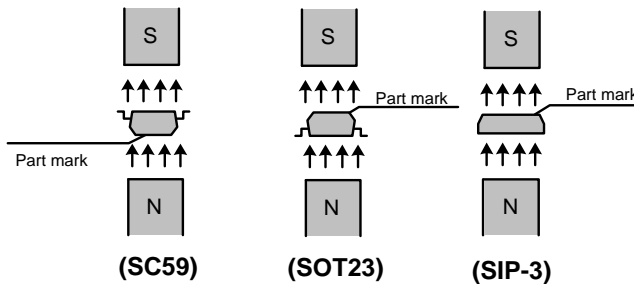 S S S
Part mark Part mark
Part mark
N N N
(SC59) (SOT23) (SIP-3)